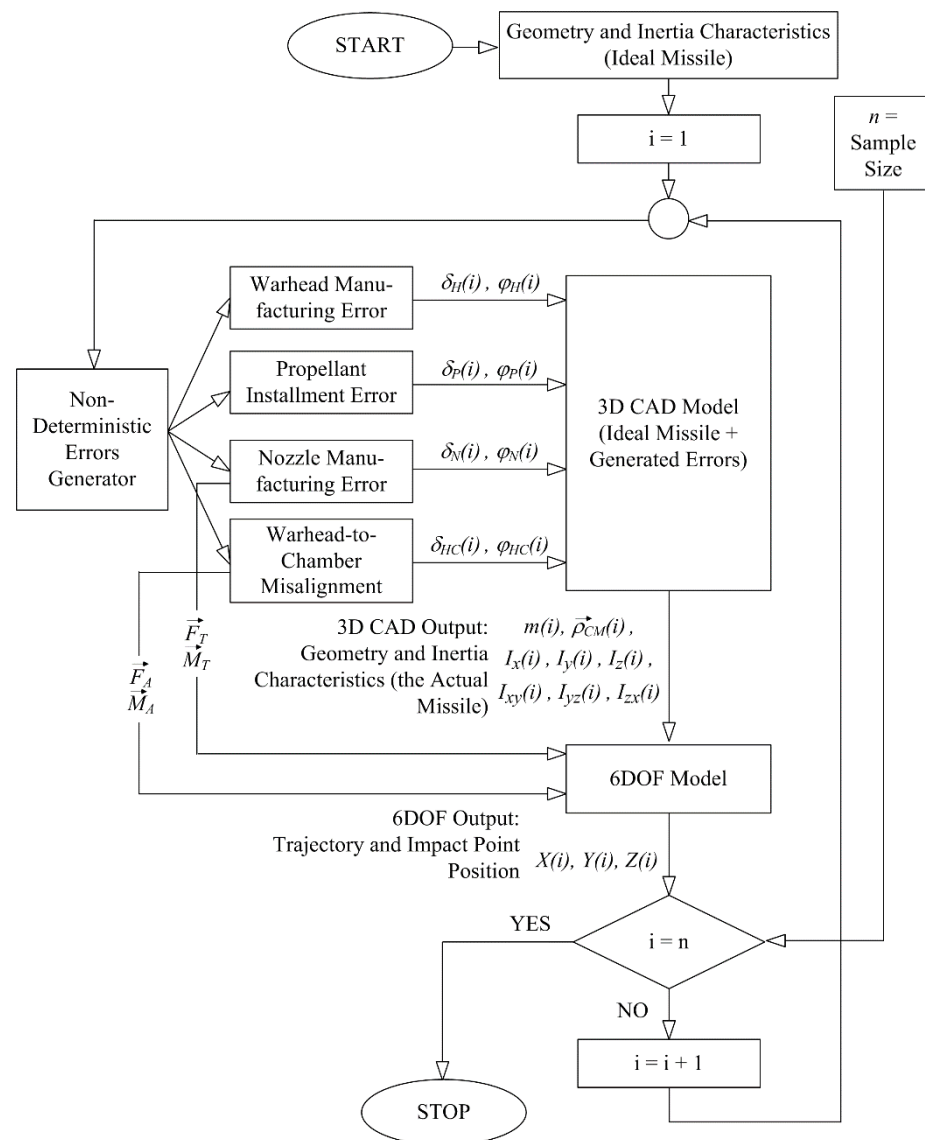 START
Geometry and Inertia Characteristics
(Ideal Missile)
i = 1
n =
Sample
Size
Non-
Deterministic
Errors
Generator
Warhead Manu-
facturing Error
δH(i) , φH(i)
Propellant
Installment Error
δP(i) , φP(i)
Nozzle Manu-
facturing Error
δN(i) , φN(i)
Warhead-to-
Chamber
Misalignment
δHC(i) , φHC(i)
3D CAD Model
(Ideal Missile +
Generated Errors)
F⃗T
M⃗T
F⃗A
M⃗A
3D CAD Output:
Geometry and Inertia
Characteristics (the Actual
Missile)
m(i) , ρ⃗CM(i) ,
Ix(i) , Iy(i) , Iz(i) ,
Ixy(i) , Iyz(i) , Izx(i)
6DOF Model
6DOF Output:
Trajectory and Impact Point
Position
X(i), Y(i), Z(i)
YES
i = n
NO
i = i + 1
STOP